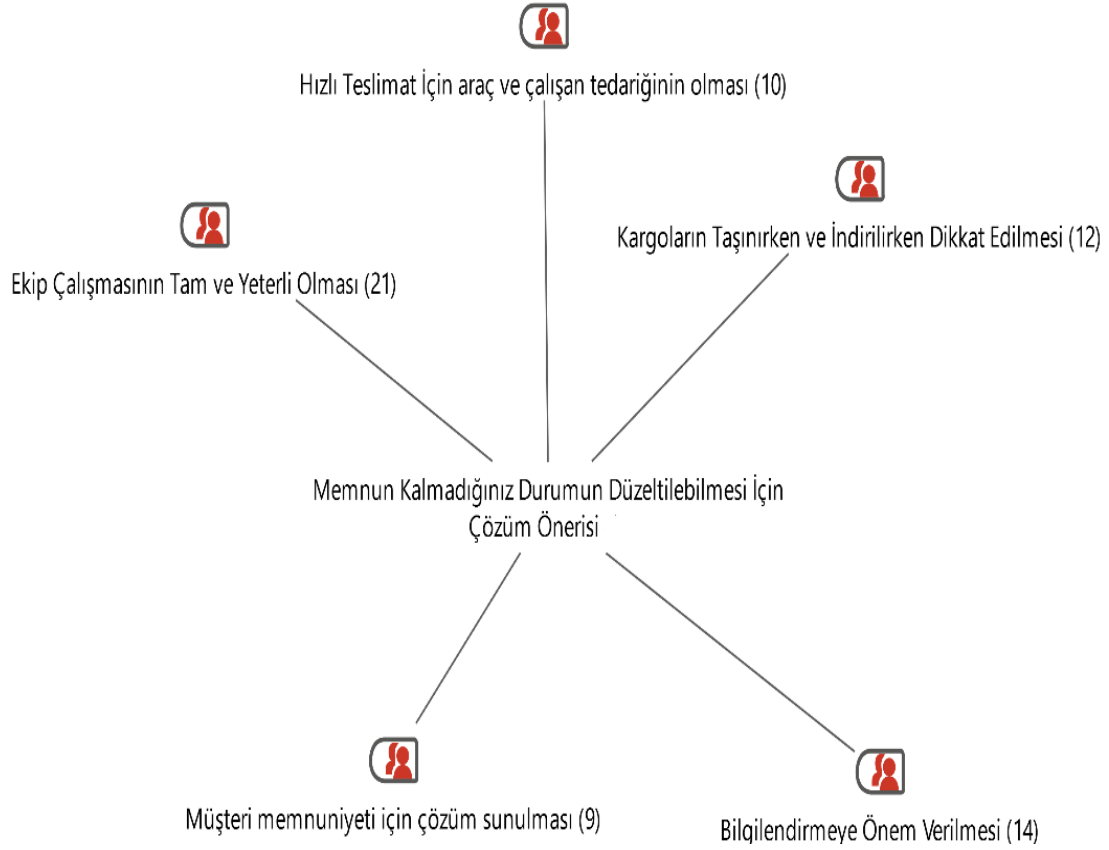 Hızlı Teslimat İçin araç ve çalışan tedariğinin olması (10)
Kargoların Taşınırken ve İndirilirken Dikkat Edilmesi (12)
Ekip Çalışmasının Tam ve Yeterli Olması (21)
Memnun Kalmadığınız Durumun Düzeltilebilmesi İçin
Çözüm Önerisi
Müşteri memnuniyeti için çözüm sunulması (9)
Bilgilendirmeye Önem Verilmesi (14)